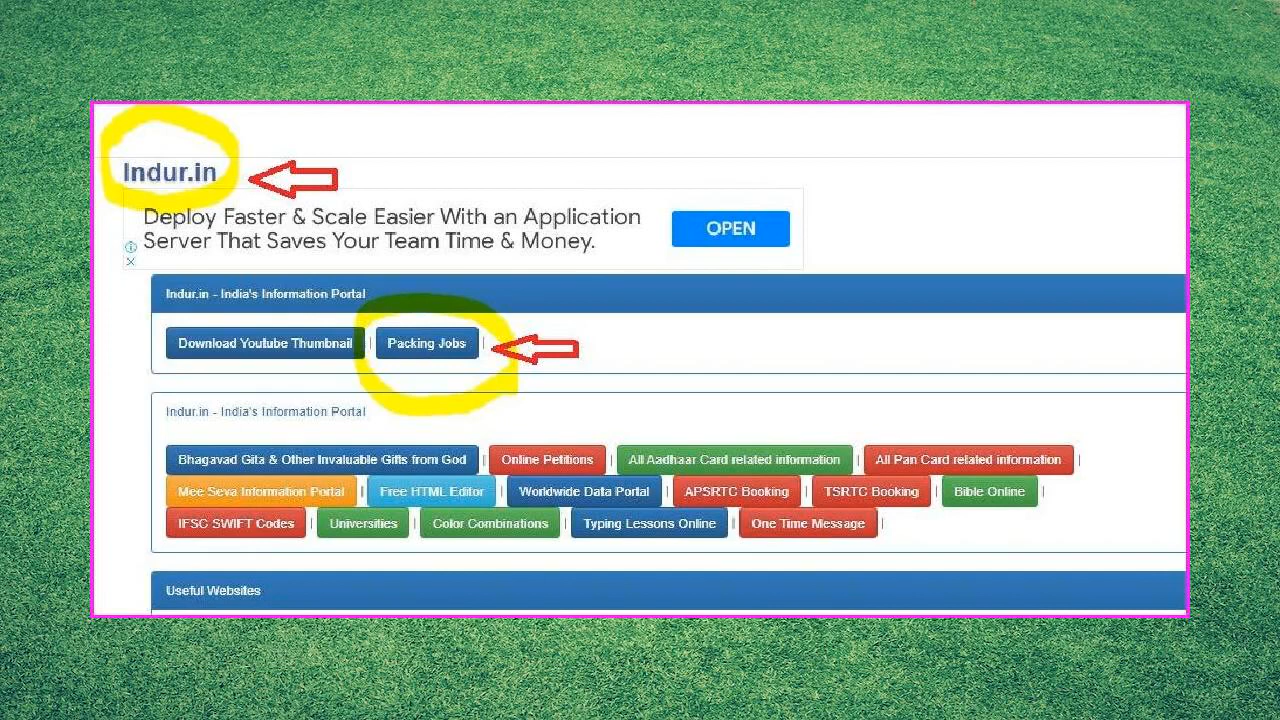 Indur.in
Deploy Faster & Scale Easier With an Application
Server That Saves Your Team Time & Money.
OPEN
Indur.in - India's Information Portal
Download Youtube Thumbnail | Packing Jobs |
Indur.in - India's Information Portal
Bhagavad Gita & Other Invaluable Gifts from God | Online Petitions | All Aadhaar Card related information | All Pan Card related information |
Mee Seva Information Portal | Free HTML Editor | Worldwide Data Portal | APSRTC Booking | TSRTC Booking | Bible Online |
IFSC SWIFT Codes | Universities | Color Combinations | Typing Lessons Online | One Time Message |
Useful Websites